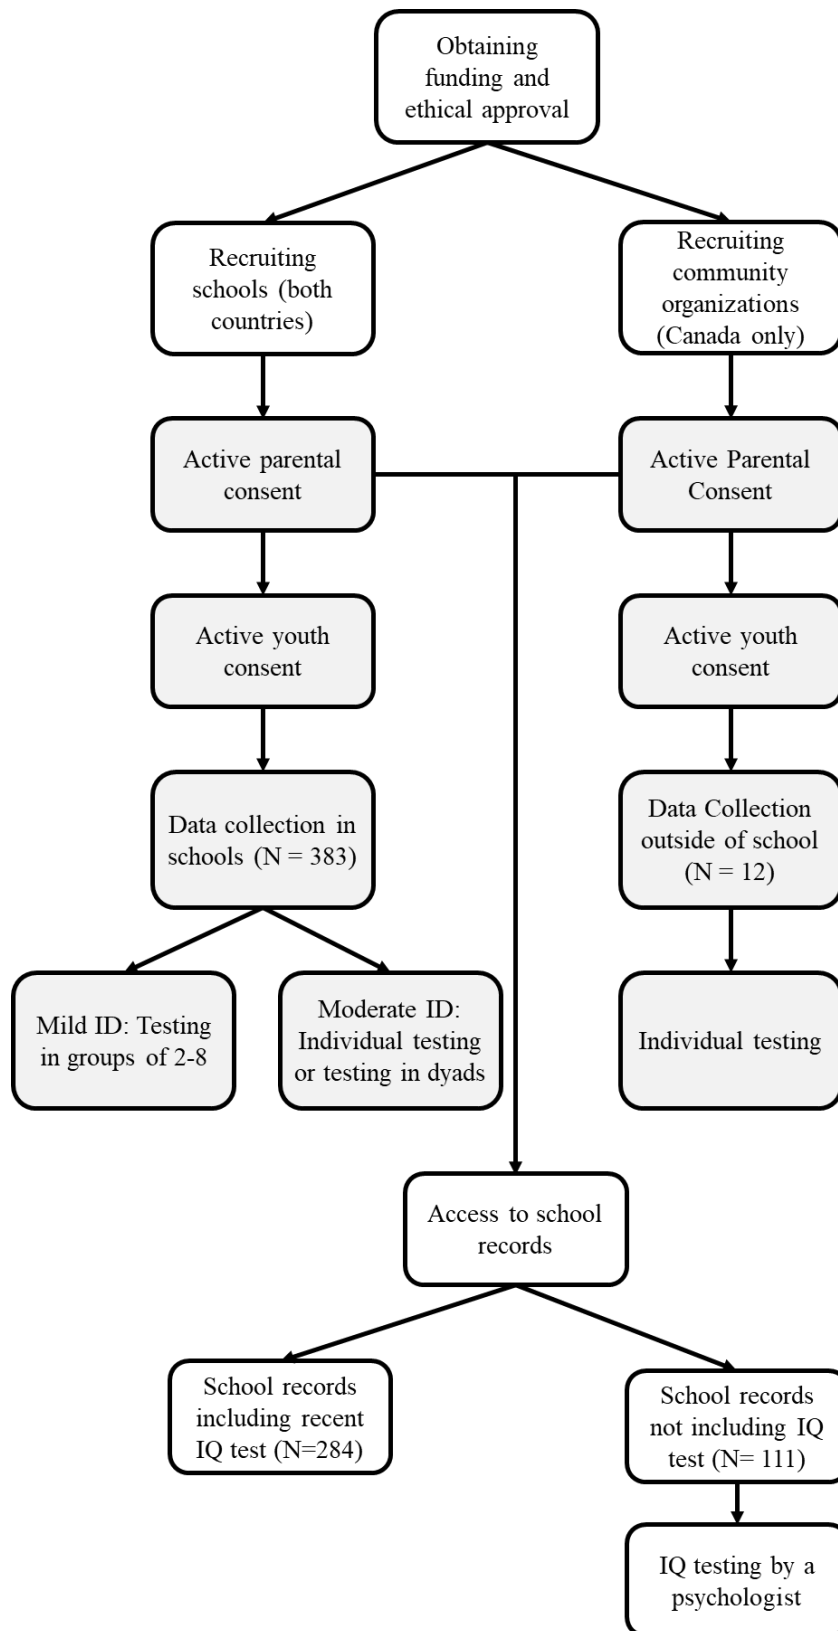 Obtaining
funding and
ethical approval
Recruiting
schools (both
countries)
Recruiting
community
organizations
(Canada only)
Active parental
consent
Active Parental
Consent
Active youth
consent
Active youth
consent
Data collection in
schools (N = 383)
Data Collection
outside of school
(N = 12)
Mild ID: Testing
in groups of 2-8
Moderate ID:
Individual testing
or testing in dyads
Individual testing
Access to school
records
School records
including recent
IQ test (N=284)
School records
not including IQ
test (N= 111)
IQ testing by a
psychologist